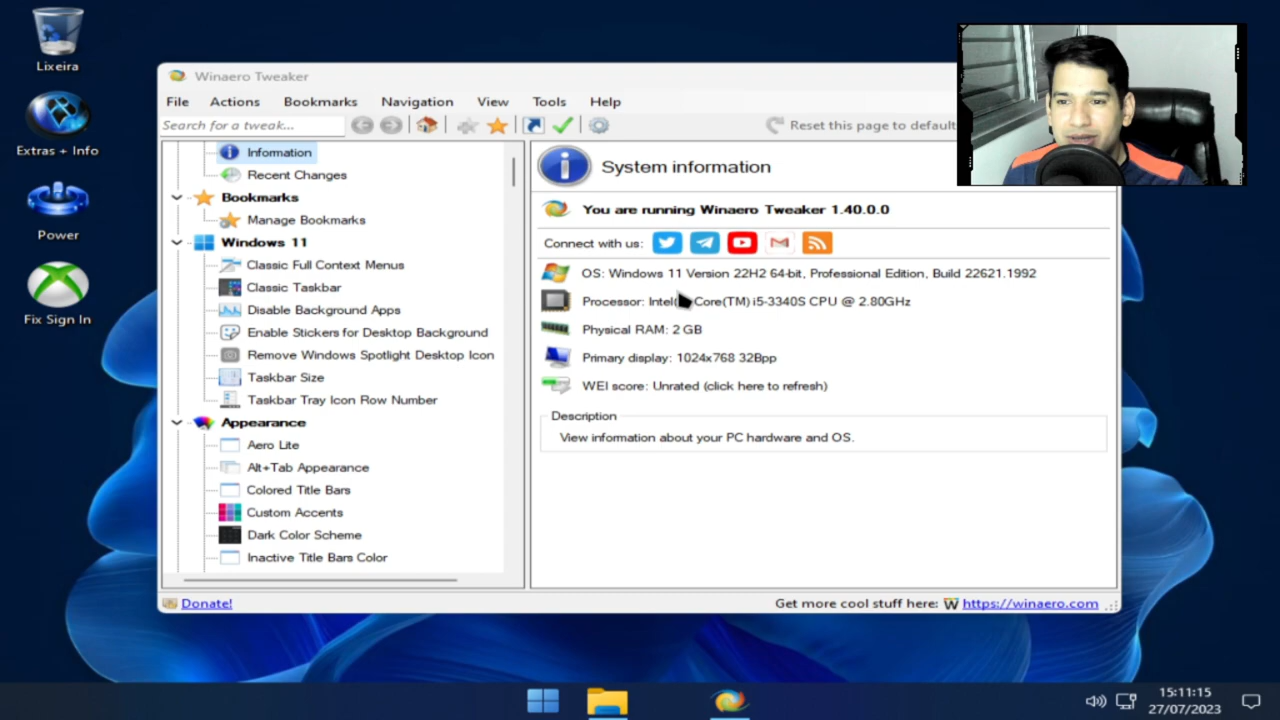 Lixeira
Extras + Info
Power
Fix Sign In
Winaero Tweaker
File Actions Bookmarks Navigation View Tools Help
Search for a tweak...
Reset this page to default
Information
Recent Changes
Bookmarks
Manage Bookmarks
Windows 11
Classic Full Context Menus
Classic Taskbar
Disable Background Apps
Enable Stickers for Desktop Background
Remove Windows Spotlight Desktop Icon
Taskbar Size
Taskbar Tray Icon Row Number
Appearance
Aero Lite
Alt+Tab Appearance
Colored Title Bars
Custom Accents
Dark Color Scheme
Inactive Title Bars Color
System information
You are running Winaero Tweaker 1.40.0.0
Connect with us:
OS: Windows 11 Version 22H2 64-bit, Professional Edition, Build 22621.1992
Processor: Intel( Core(TM) i5-3340S CPU @ 2.80GHz
Physical RAM: 2 GB
Primary display: 1024x768 32Bpp
WEI score: Unrated (click here to refresh)
Description
View information about your PC hardware and OS.
Donate!
Get more cool stuff here: W https://winaero.com
15:11:15
27/07/2023